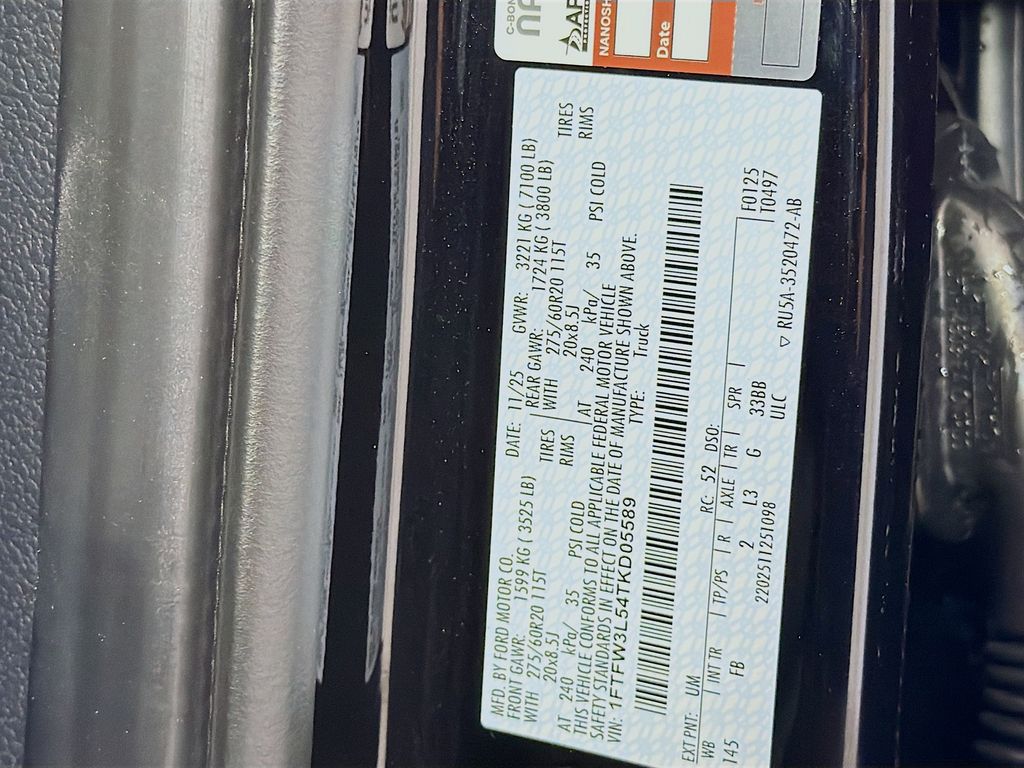 MFD. BY FORD MOTOR CO.
DATE: 11/25 GVWR: 3221 KG ( 7100 LB)
FRONT GAWR: 1599 KG ( 3525 LB)
REAR GAWR: 1724 KG ( 3800 LB)
WITH 275/60R20 115T TIRES
WITH 275/60R20 115T TIRES
20x8.5J RIMS
20x8.5J RIMS
AT 240 kPa/ 35 PSI COLD
AT 240 kPa/ 35 PSI COLD
THIS VEHICLE CONFORMS TO ALL APPLICABLE FEDERAL MOTOR VEHICLE
SAFETY STANDARDS IN EFFECT ON THE DATE OF MANUFACTURE SHOWN ABOVE.
VIN: 1FTFW3L54TKD05589 TYPE: Truck
EXT PNT: UM RC: 52 DSO:
WB INT TR TP/PS R AXLE TR SPR
145 FB 2 L3 G 33BB
F0125
T0497
2202511251098 ULC
▽ RU5A-3520472-AB
C-BON
NANOSH
Date